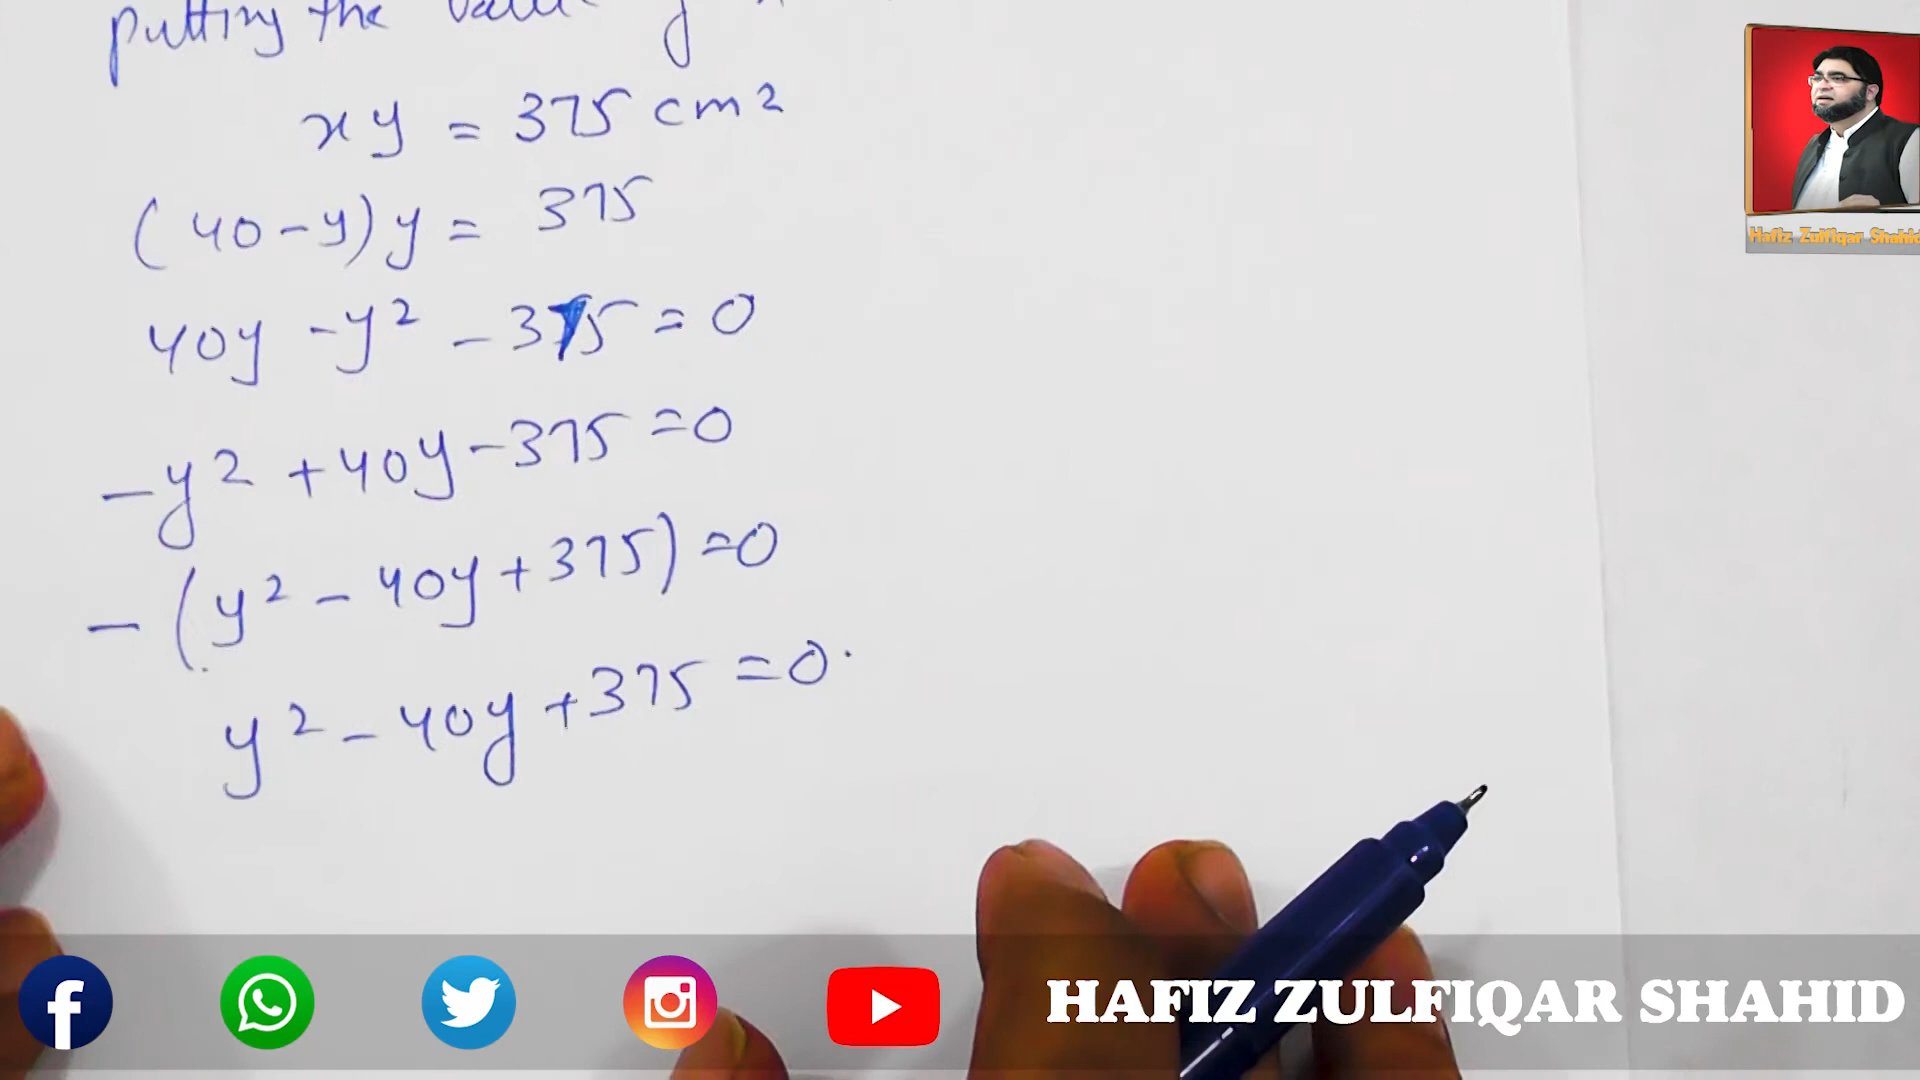 putting the value
xy = 375 cm2
(40-y)y = 375
40y - y² - 375 = 0
-y² + 40y - 375 = 0
-(y² - 40y + 375) = 0
y² - 40y + 375 = 0.
Hafiz Zulfiqar Shahid
HAFIZ ZULFIQAR SHAHID